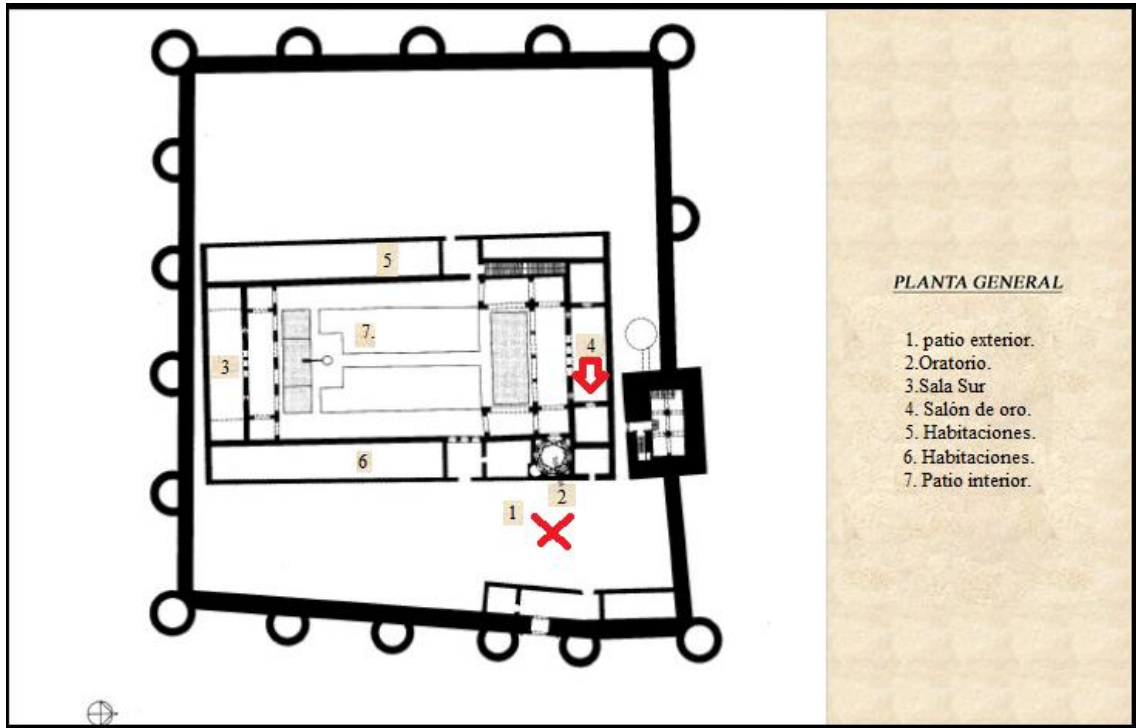 5
4
7.
3
6
2
1
PLANTA GENERAL
1. patio exterior.
2.Oratorio.
3.Sala Sur
4. Salón de oro.
5. Habitaciones.
6. Habitaciones.
7. Patio interior.